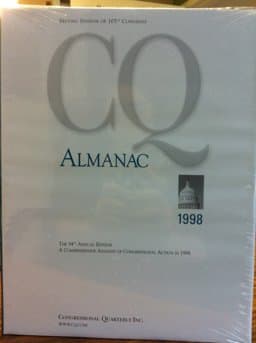 SECOND SESSION OF 105TH CONGRESS
CQ
ALMANAC
1998
THE 54TH ANNUAL EDITION
A COMPREHENSIVE ANALYSIS OF CONGRESSIONAL ACTION IN 1998
CONGRESSIONAL QUARTERLY INC.
WWW.CQ.COM